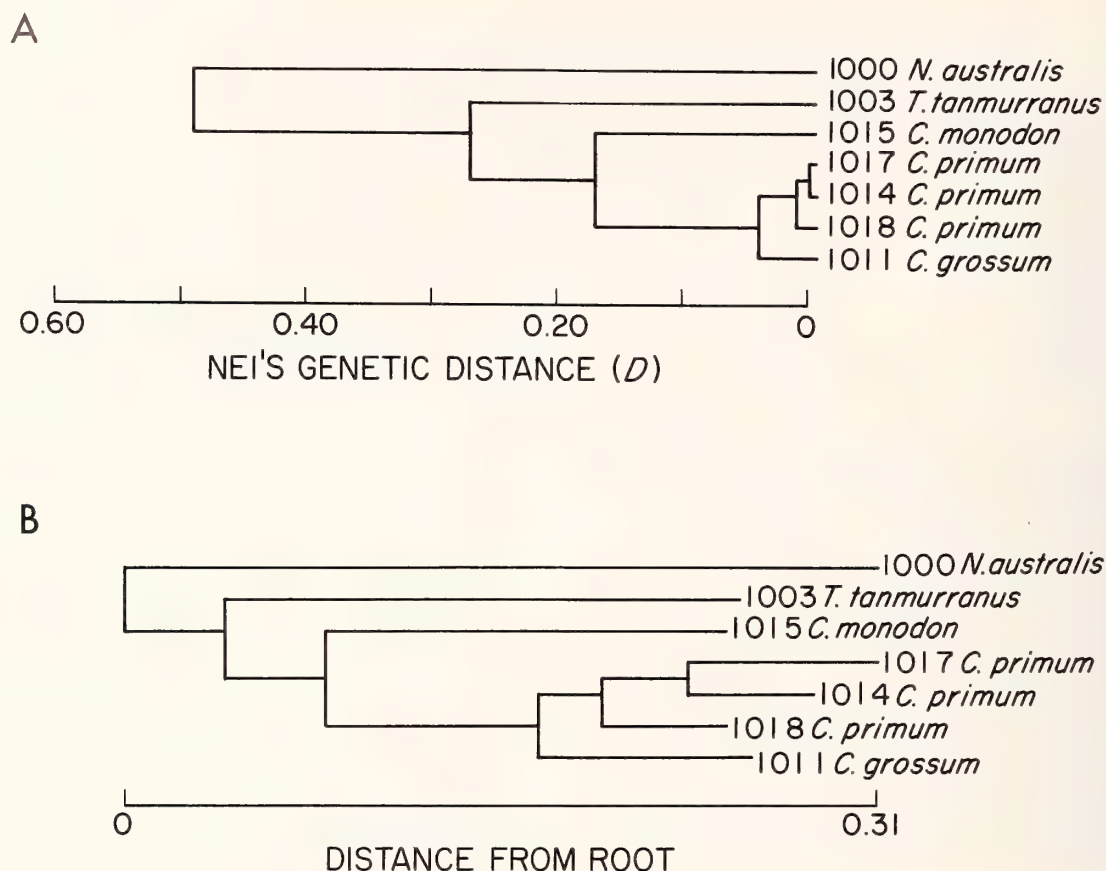 A
1000 N. australis
1003 T. tanmurranus
1015 C. monodon
1017 C. primum
1014 C. primum
1018 C. primum
1011 C. grossum
0.60 0.40 0.20 0
NEI'S GENETIC DISTANCE (D)
B
1000 N. australis
1003 T. tanmurranus
1015 C. monodon
1017 C. primum
1014 C. primum
1018 C. primum
1011 C. grossum
0 0.31
DISTANCE FROM ROOT